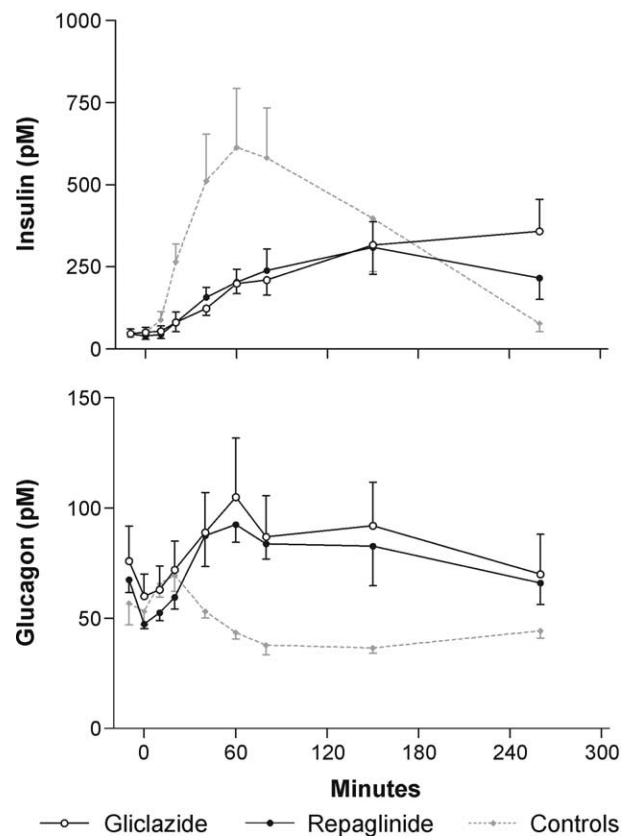 1000
750
500
250
0
Insulin (pM)
150
100
50
0
Glucagon (pM)
0 60 120 180 240 300
Minutes
Gliclazide Repaglinide Controls